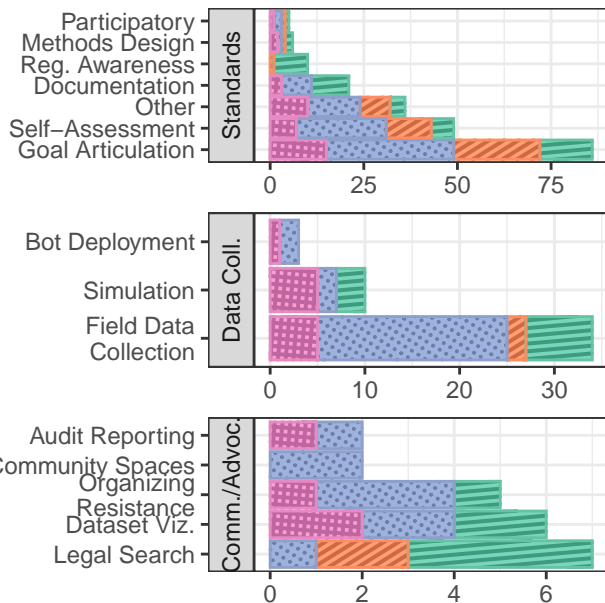 Participatory
Methods Design
Reg. Awareness
Documentation
Other
Self−Assessment
Goal Articulation
Standards
0 25 50 75
Bot Deployment
Simulation
Field Data
Collection
Data Coll.
0 10 20 30
Audit Reporting
Community Spaces
Organizing
Resistance
Dataset Viz.
Legal Search
Comm./Advoc.
0 2 4 6